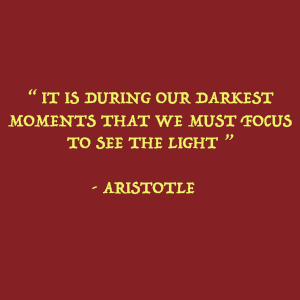 “ IT IS DURING OUR DARKEST
MOMENTS THAT WE MUST FOCUS
TO SEE THE LIGHT ”
- ARISTOTLE